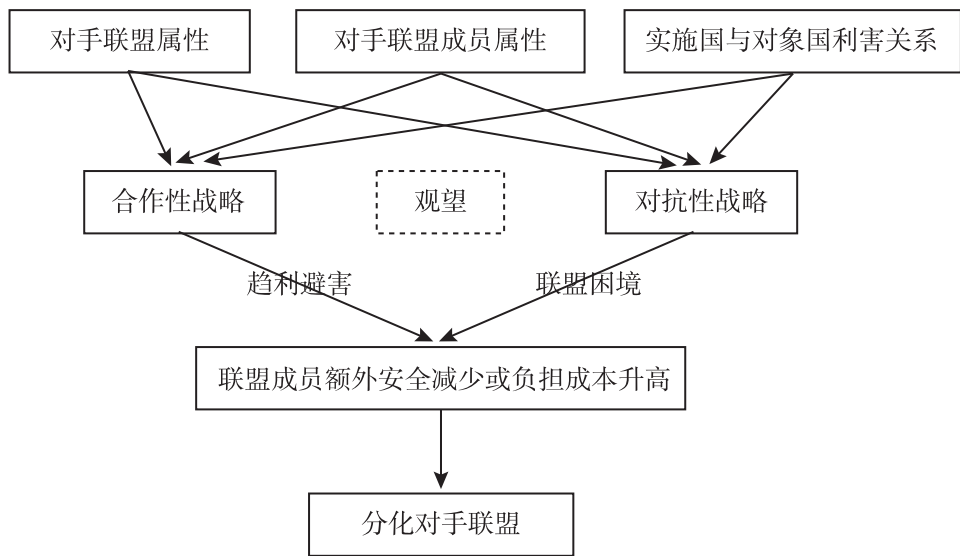 对手联盟属性
对手联盟成员属性
实施国与对象国利害关系
合作性战略
观望
对抗性战略
趋利避害
联盟困境
联盟成员额外安全减少或负担成本升高
分化对手联盟